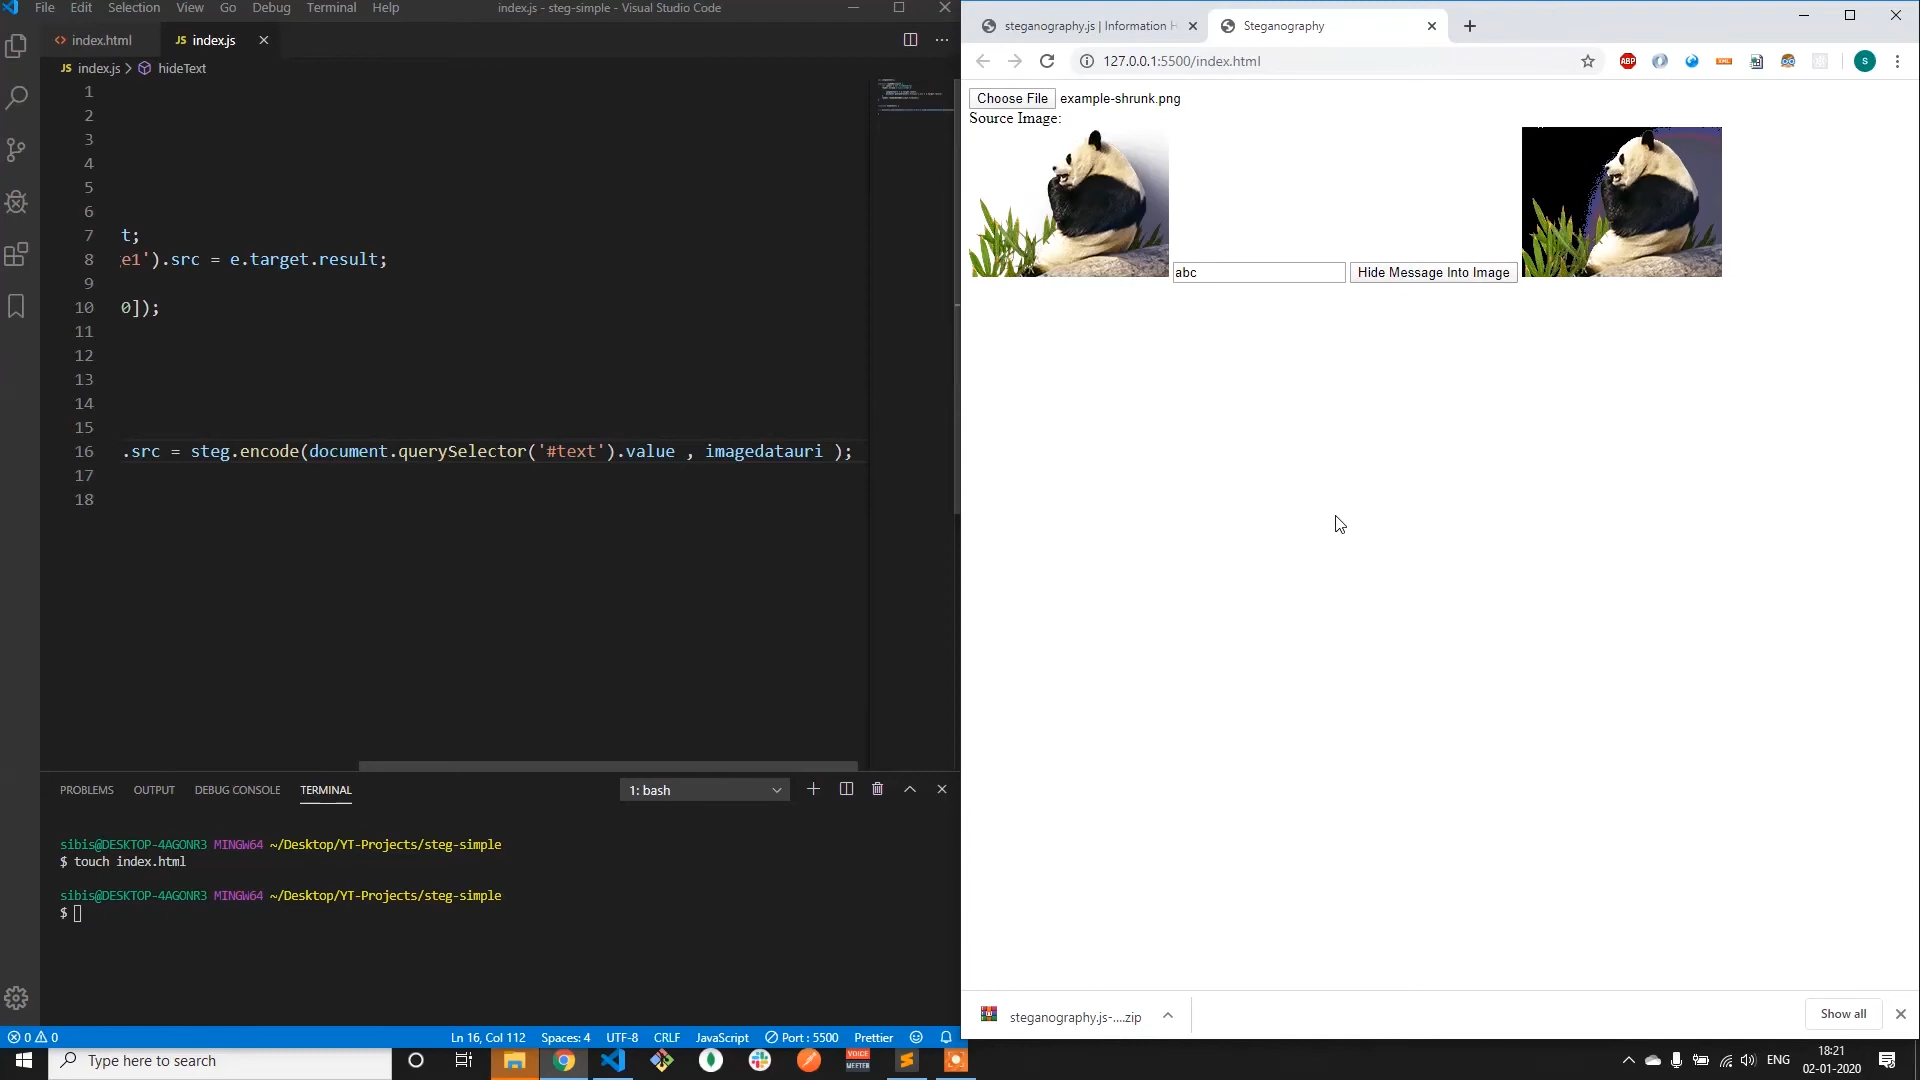 File Edit Selection View Go Debug Terminal Help
index.js - steg-simple - Visual Studio Code
<> index.html
JS index.js
JS index.js > hideText
1
2
3
4
5
6
7 t;
8 e1').src = e.target.result;
9
10 0]);
11
12
13
14
15
16 .src = steg.encode(document.querySelector('#text').value , imagedatauri );
17
18
PROBLEMS OUTPUT DEBUG CONSOLE TERMINAL
1: bash
sibis@DESKTOP-4AGONR3 MINGW64 ~/Desktop/YT-Projects/steg-simple
$ touch index.html
sibis@DESKTOP-4AGONR3 MINGW64 ~/Desktop/YT-Projects/steg-simple
$
0 0
Ln 16, Col 112 Spaces: 4 UTF-8 CRLF JavaScript Port : 5500 Prettier
steganography.js | Information H
Steganography
127.0.0.1:5500/index.html
ABP
S
Choose File example-shrunk.png
Source Image:
abc
Hide Message Into Image
steganography.js-....zip
Show all
Type here to search
VOICE
MEETER
ENG
18:21
02-01-2020